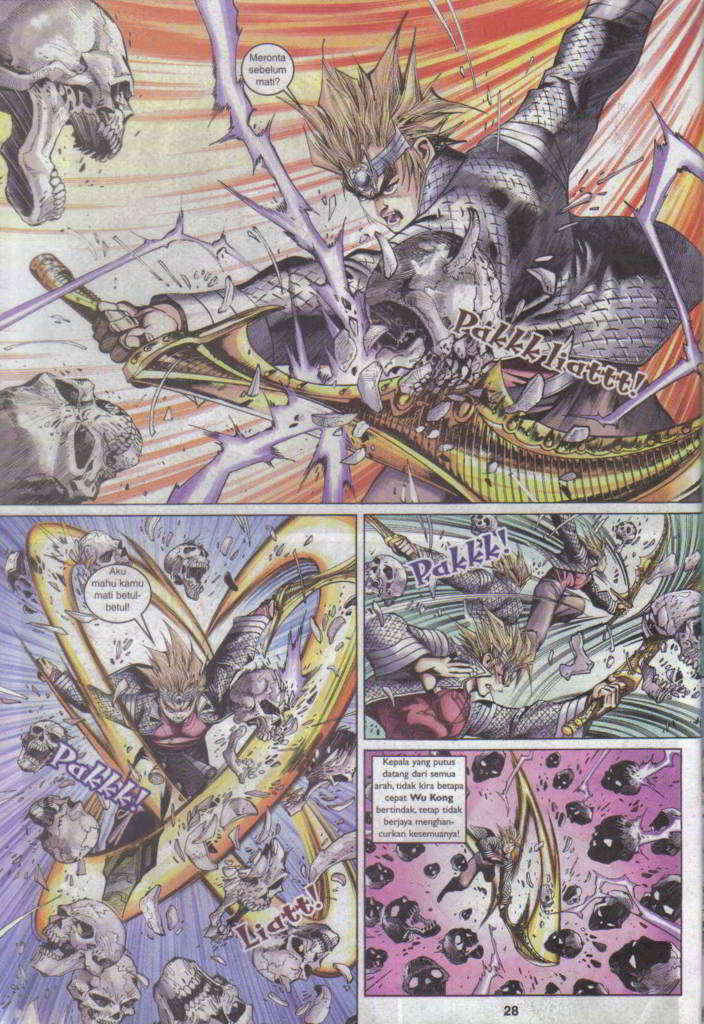 Meronta
sebelum
mati?
Pakkk liattt!
Aku
mahu kamu
mati betul-
betul!
Pakkk!
Liattt!
Pakkk!
Kepala yang putus
datang dari semua
arah, tidak kira betapa
cepat Wu Kong
bertindak, tetap tidak
berjaya menghan-
curkan kesemuanya!
28